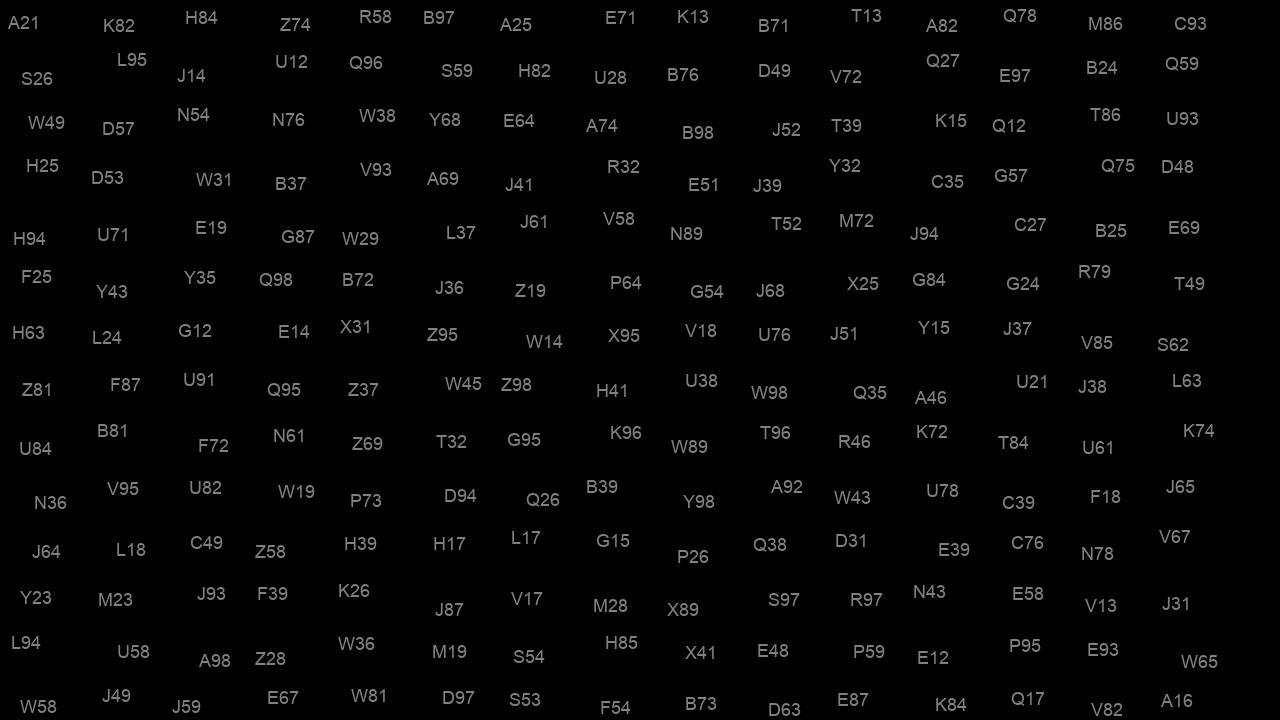 A21 K82 H84 Z74 R58 B97 A25 E71 K13 B71 T13 A82 Q78 M86 C93
S26 L95 J14 U12 Q96 S59 H82 U28 B76 D49 V72 Q27 E97 B24 Q59
W49 D57 N54 N76 W38 Y68 E64 A74 B98 J52 T39 K15 Q12 T86 U93
H25 D53 W31 B37 V93 A69 J41 R32 E51 J39 Y32 C35 G57 Q75 D48
H94 U71 E19 G87 W29 L37 J61 V58 N89 T52 M72 J94 C27 B25 E69
F25 Y43 Y35 Q98 B72 J36 Z19 P64 G54 J68 X25 G84 G24 R79 T49
H63 L24 G12 E14 X31 Z95 W14 X95 V18 U76 J51 Y15 J37 V85 S62
Z81 F87 U91 Q95 Z37 W45 Z98 H41 U38 W98 Q35 A46 U21 J38 L63
U84 B81 F72 N61 Z69 T32 G95 K96 W89 T96 R46 K72 T84 U61 K74
N36 V95 U82 W19 P73 D94 Q26 B39 Y98 A92 W43 U78 C39 F18 J65
J64 L18 C49 Z58 H39 H17 L17 G15 P26 Q38 D31 E39 C76 N78 V67
Y23 M23 J93 F39 K26 J87 V17 M28 X89 S97 R97 N43 E58 V13 J31
L94 U58 A98 Z28 W36 M19 S54 H85 X41 E48 P59 E12 P95 E93 W65
W58 J49 J59 E67 W81 D97 S53 F54 B73 D63 E87 K84 Q17 V82 A16